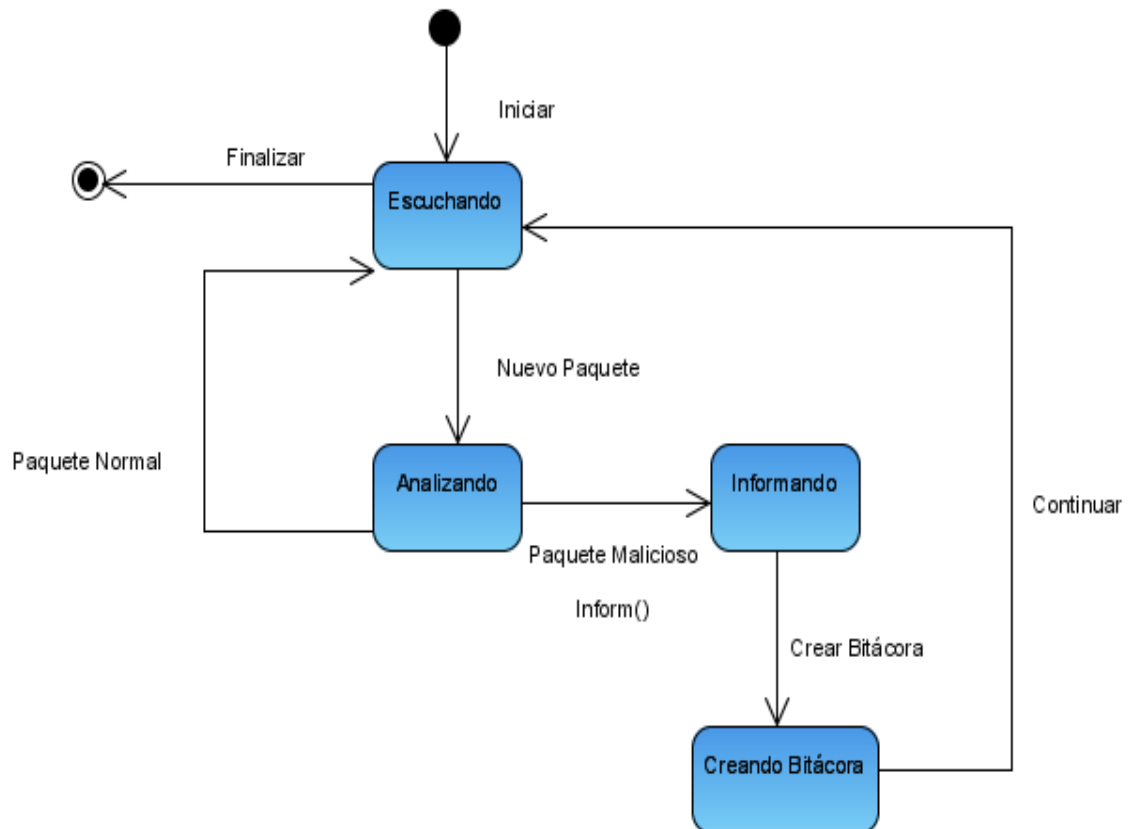 Iniciar
Finalizar
Escuchando
Nuevo Paquete
Paquete Normal
Analizando
Informando
Continuar
Paquete Malicioso
Inform()
Crear Bitácora
Creando Bitácora